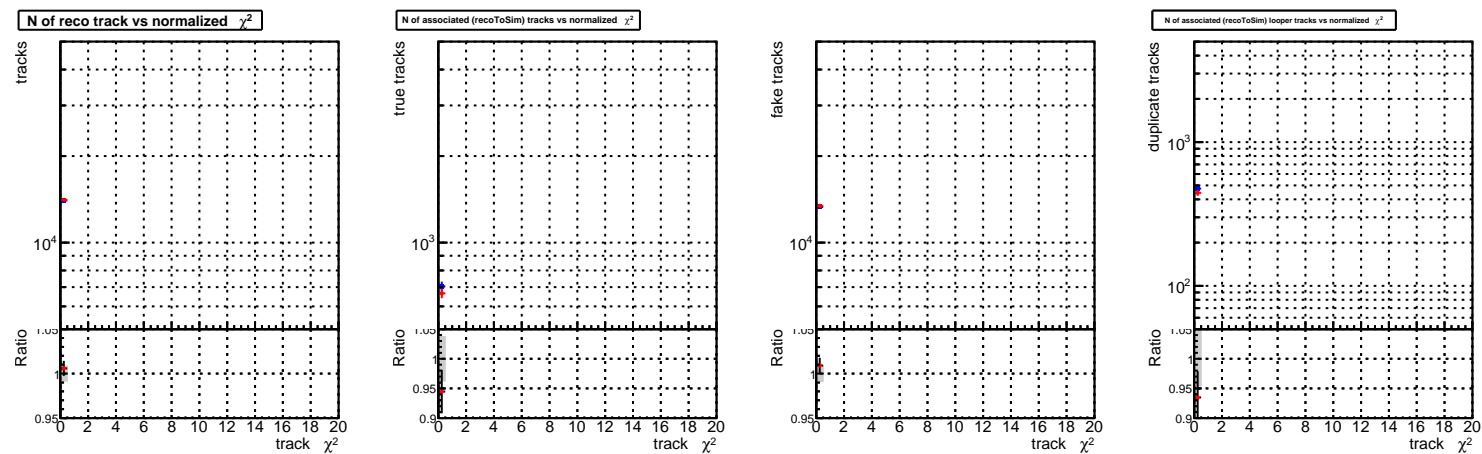 N of reco track vs normalized χ²
tracks
10⁴
Ratio
1.05
1
0.95
0 2 4 6 8 10 12 14 16 18 20
track χ²
N of associated (recoToSim) tracks vs normalized χ²
true tracks
10³
Ratio
1.05
1
0.95
0.9
0 2 4 6 8 10 12 14 16 18 20
track χ²
fake tracks
10⁴
Ratio
1.05
1
0.95
0 2 4 6 8 10 12 14 16 18 20
track χ²
N of associated (recoToSim) looper tracks vs normalized χ²
duplicate tracks
10³
10²
Ratio
1.05
1
0.95
0.9
0 2 4 6 8 10 12 14 16 18 20
track χ²